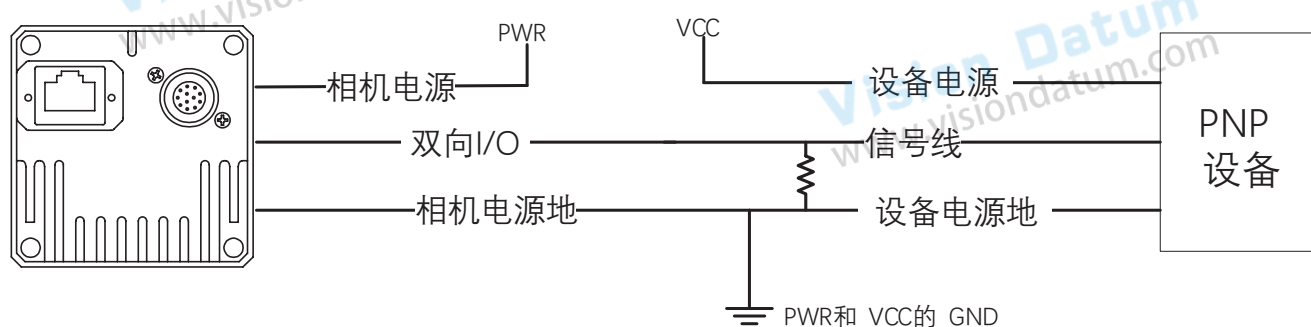 Vision Datum
www.visiondatum.com
PWR
VCC
相机电源
设备电源
双向I/O
信号线
相机电源地
设备电源地
PNP
设备
PWR和 VCC的 GND